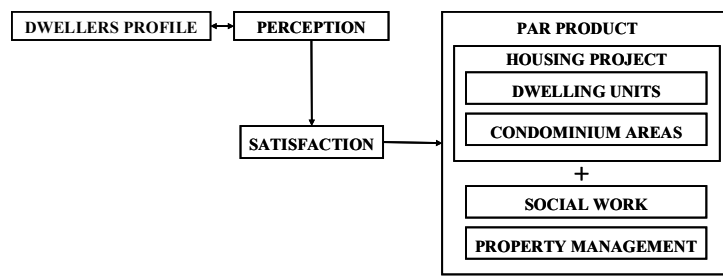 DWELLERS PROFILE
PERCEPTION
SATISFACTION
PAR PRODUCT
HOUSING PROJECT
DWELLING UNITS
CONDOMINIUM AREAS
+
SOCIAL WORK
PROPERTY MANAGEMENT